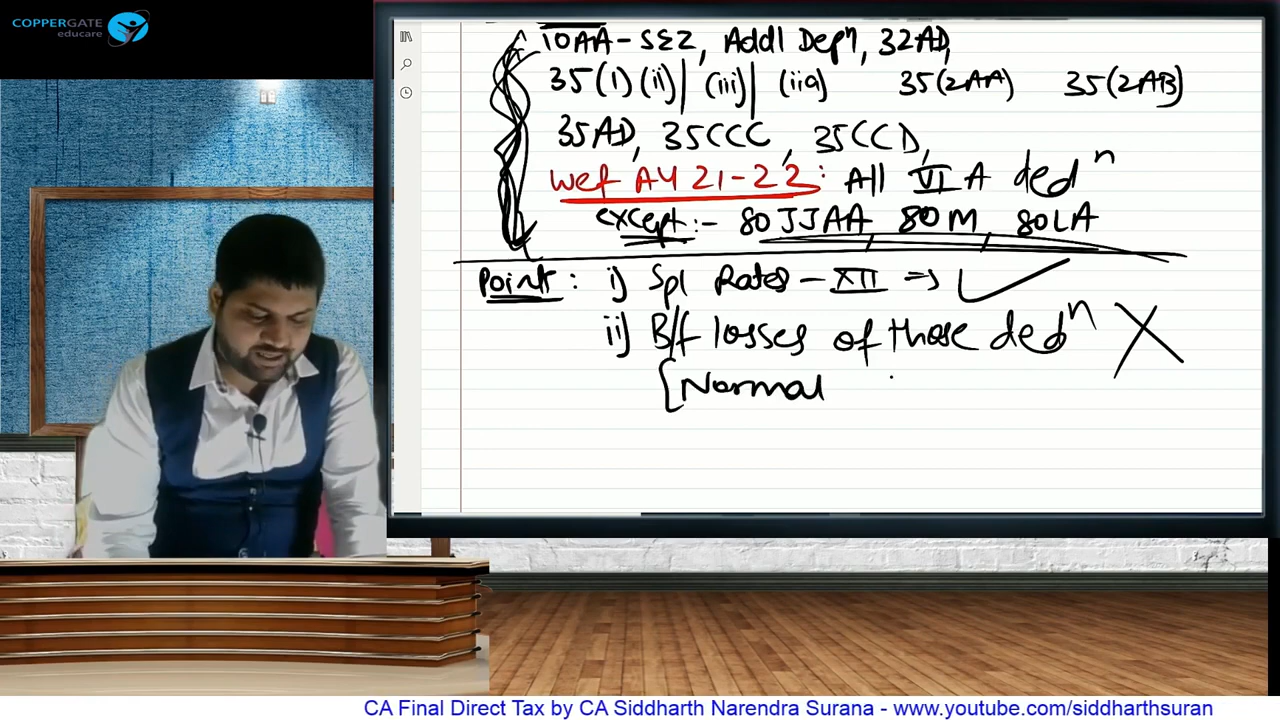 COPPERGATE
educare
10AA - SEZ, Addl Depⁿ, 32AD,
35(1)(ii)| (iii)| (iia) 35(2AA) 35(2AB)
35AD, 35CCC, 35CCD,
wef AY 21-22: All VIA dedⁿ
except:- 80JJAA 80M 80LA
Point: i) Spl Rates - XII => ✓
ii) B/f losses of those dedⁿ X
[Normal
CA Final Direct Tax by CA Siddharth Narendra Surana - www.youtube.com/siddharthsuran